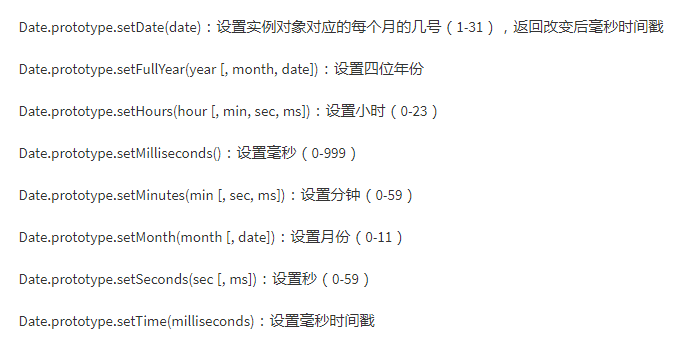 Date.prototype.setDate(date)：设置实例对象对应的每个月的几号（1-31），返回改变后毫秒时间戳
Date.prototype.setFullYear(year [, month, date])：设置四位年份
Date.prototype.setHours(hour [, min, sec, ms])：设置小时（0-23）
Date.prototype.setMilliseconds()：设置毫秒（0-999）
Date.prototype.setMinutes(min [, sec, ms])：设置分钟（0-59）
Date.prototype.setMonth(month [, date])：设置月份（0-11）
Date.prototype.setSeconds(sec [, ms])：设置秒（0-59）
Date.prototype.setTime(milliseconds)：设置毫秒时间戳